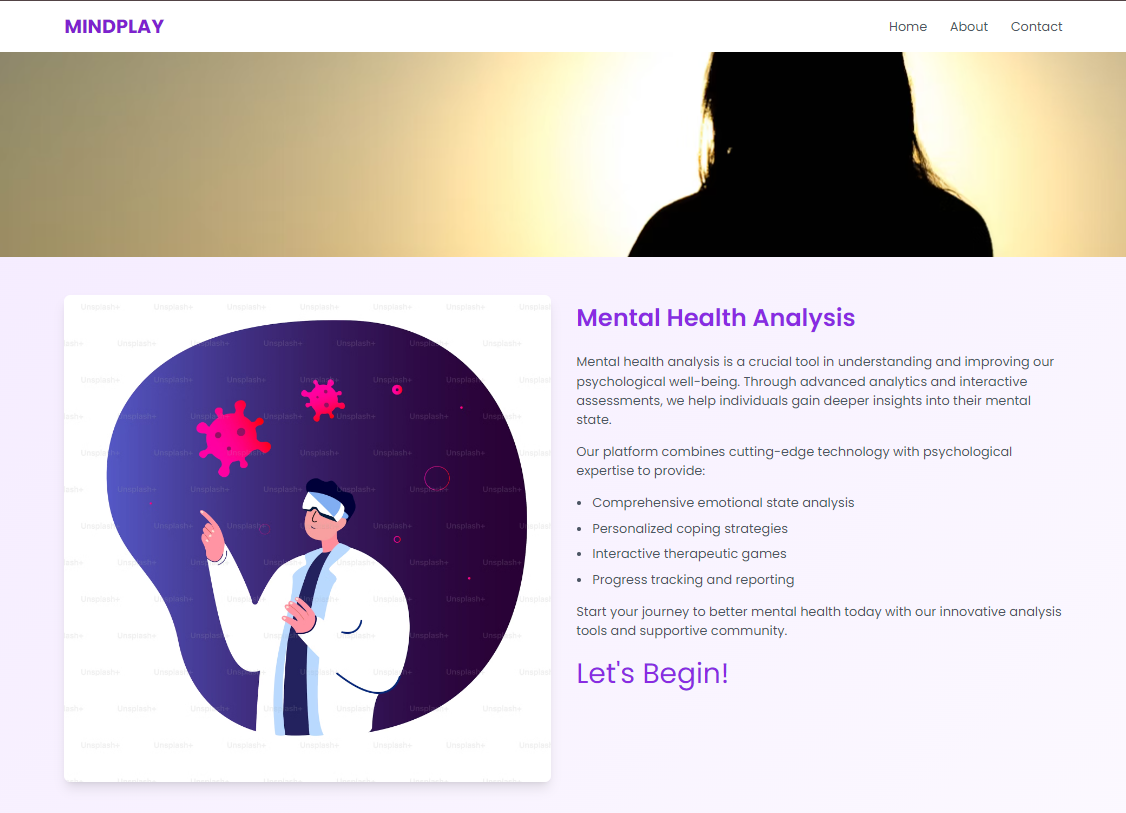 MINDPLAY
Home About Contact
Unsplash+
Mental Health Analysis
Mental health analysis is a crucial tool in understanding and improving our
psychological well-being. Through advanced analytics and interactive
assessments, we help individuals gain deeper insights into their mental
state.
Our platform combines cutting-edge technology with psychological
expertise to provide:
• Comprehensive emotional state analysis
• Personalized coping strategies
• Interactive therapeutic games
• Progress tracking and reporting
Start your journey to better mental health today with our innovative analysis
tools and supportive community.
Let's Begin!